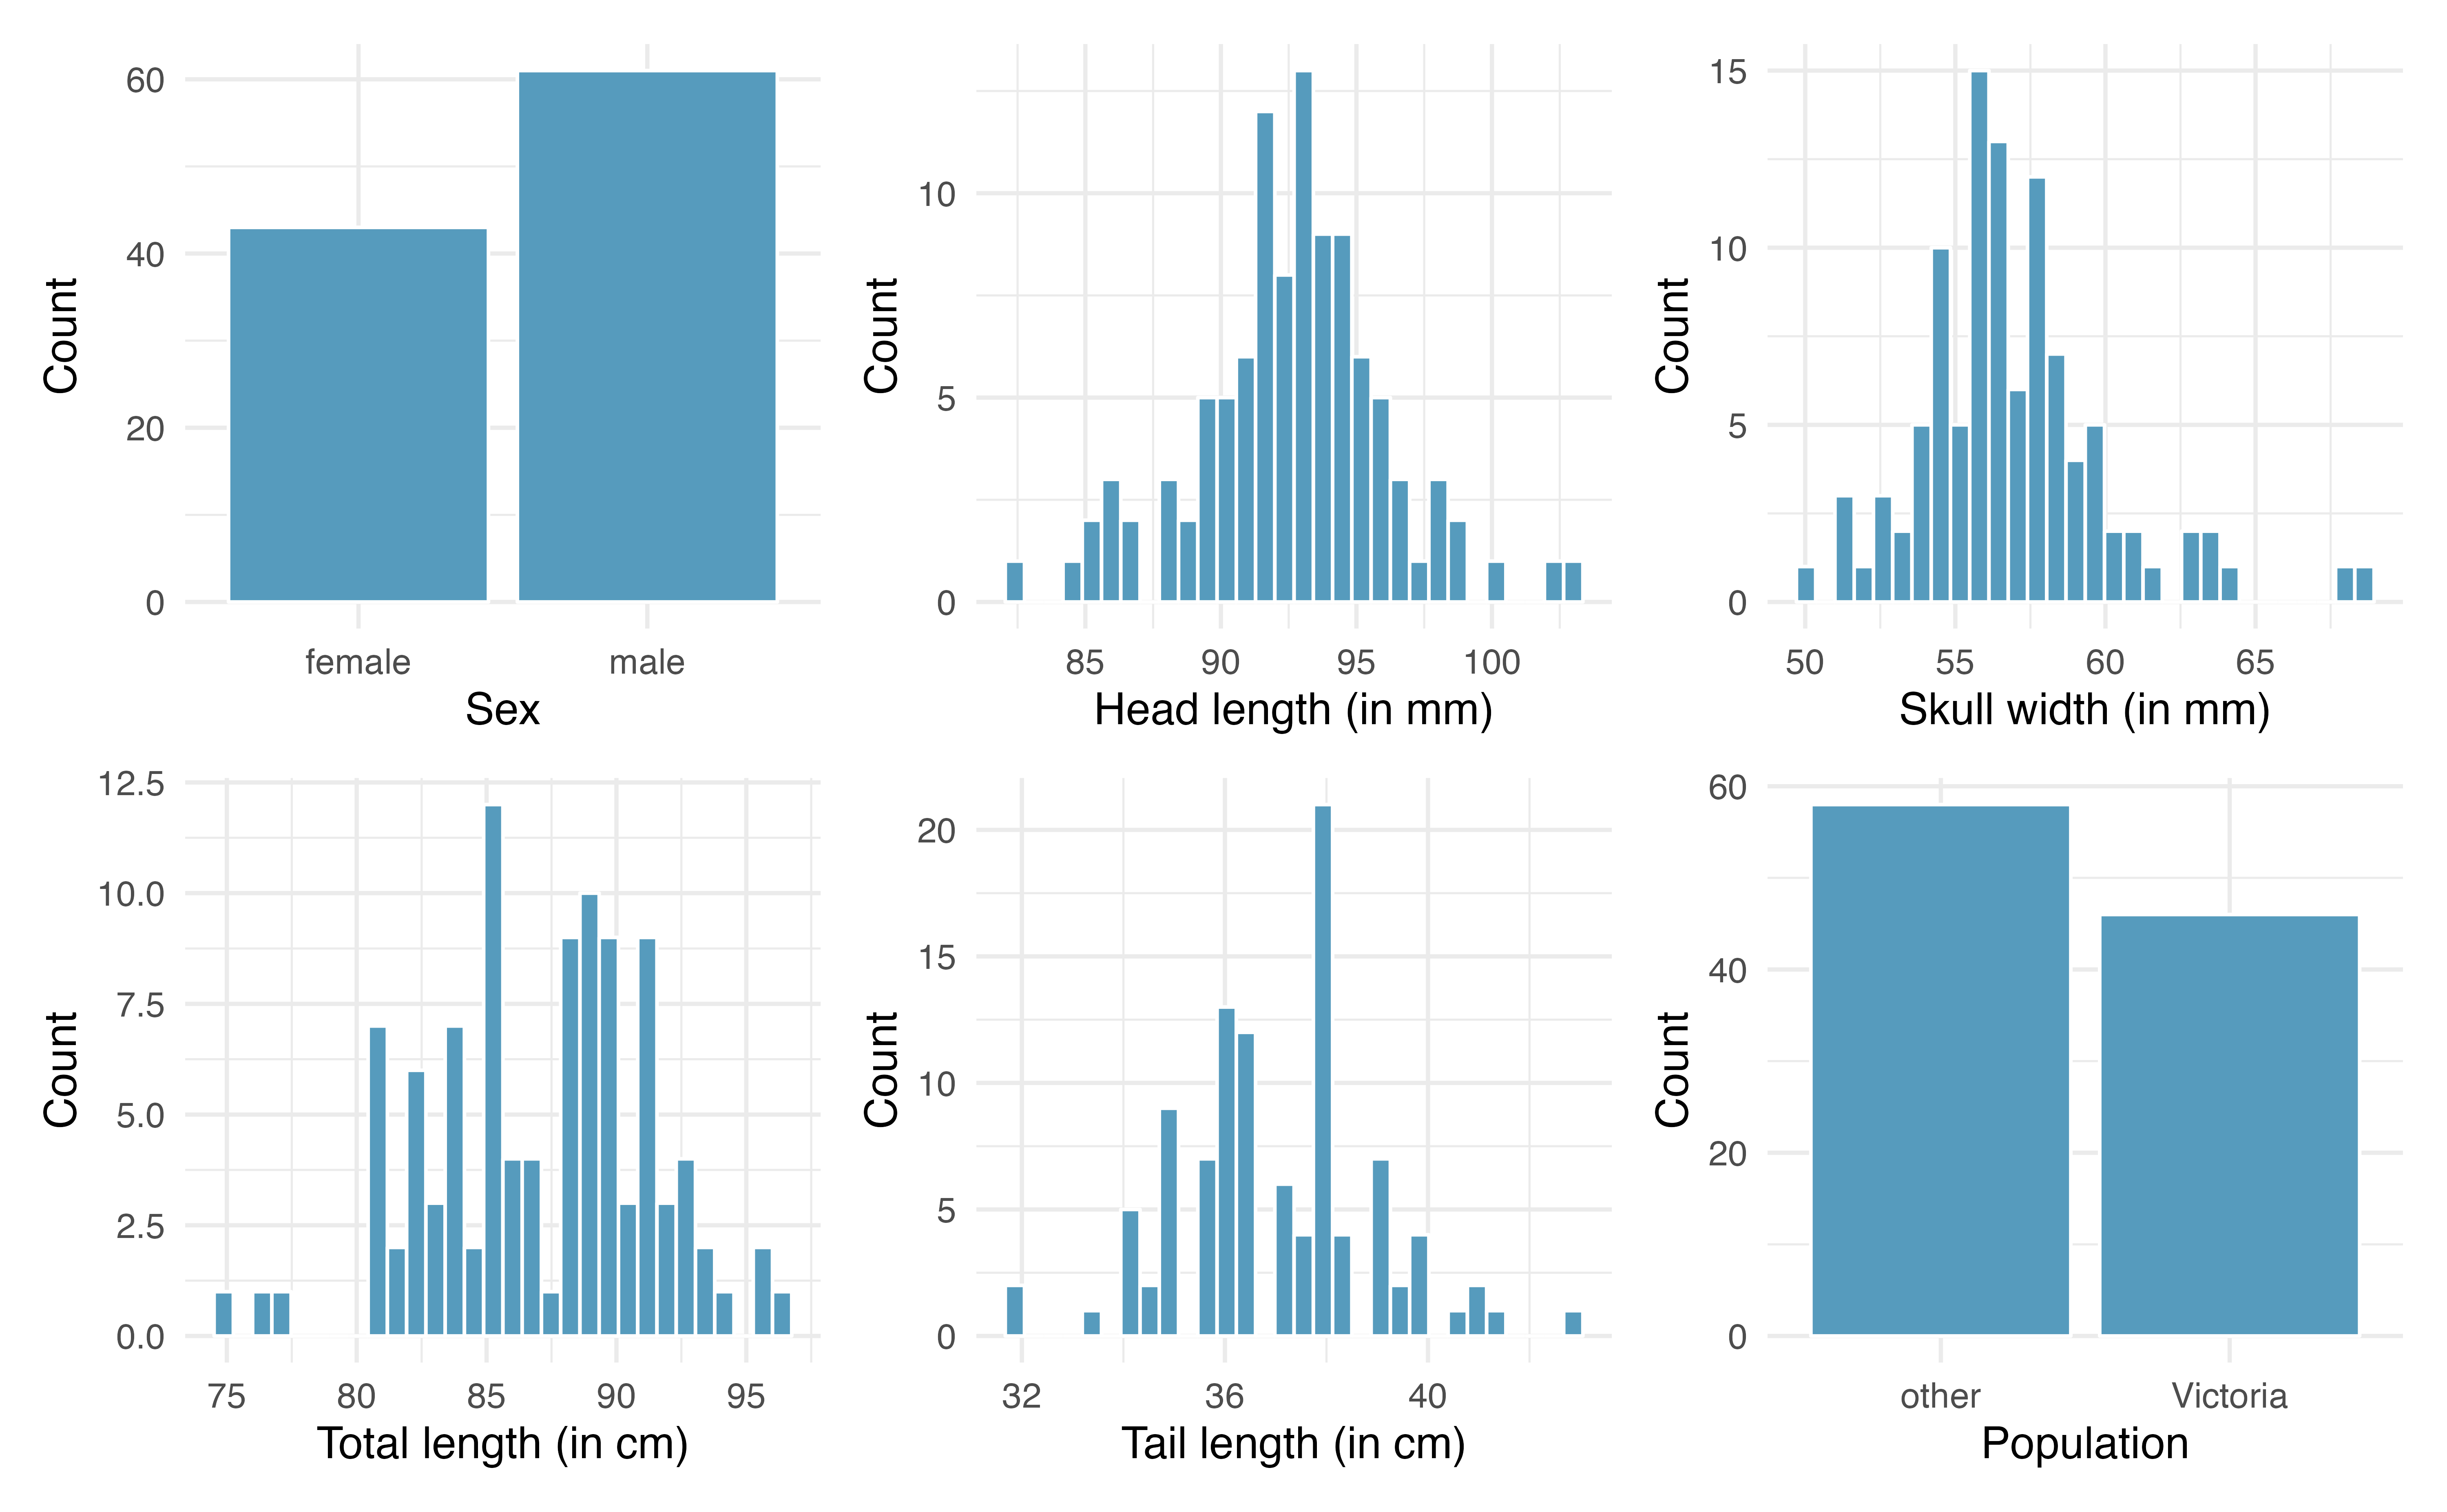 60
40
20
0
Count
female male
Sex
10
5
0
Count
85 90 95 100
Head length (in mm)
15
10
5
0
Count
50 55 60 65
Skull width (in mm)
12.5
10.0
7.5
5.0
2.5
0.0
Count
75 80 85 90 95
Total length (in cm)
20
15
10
5
0
Count
32 36 40
Tail length (in cm)
60
40
20
0
Count
other Victoria
Population